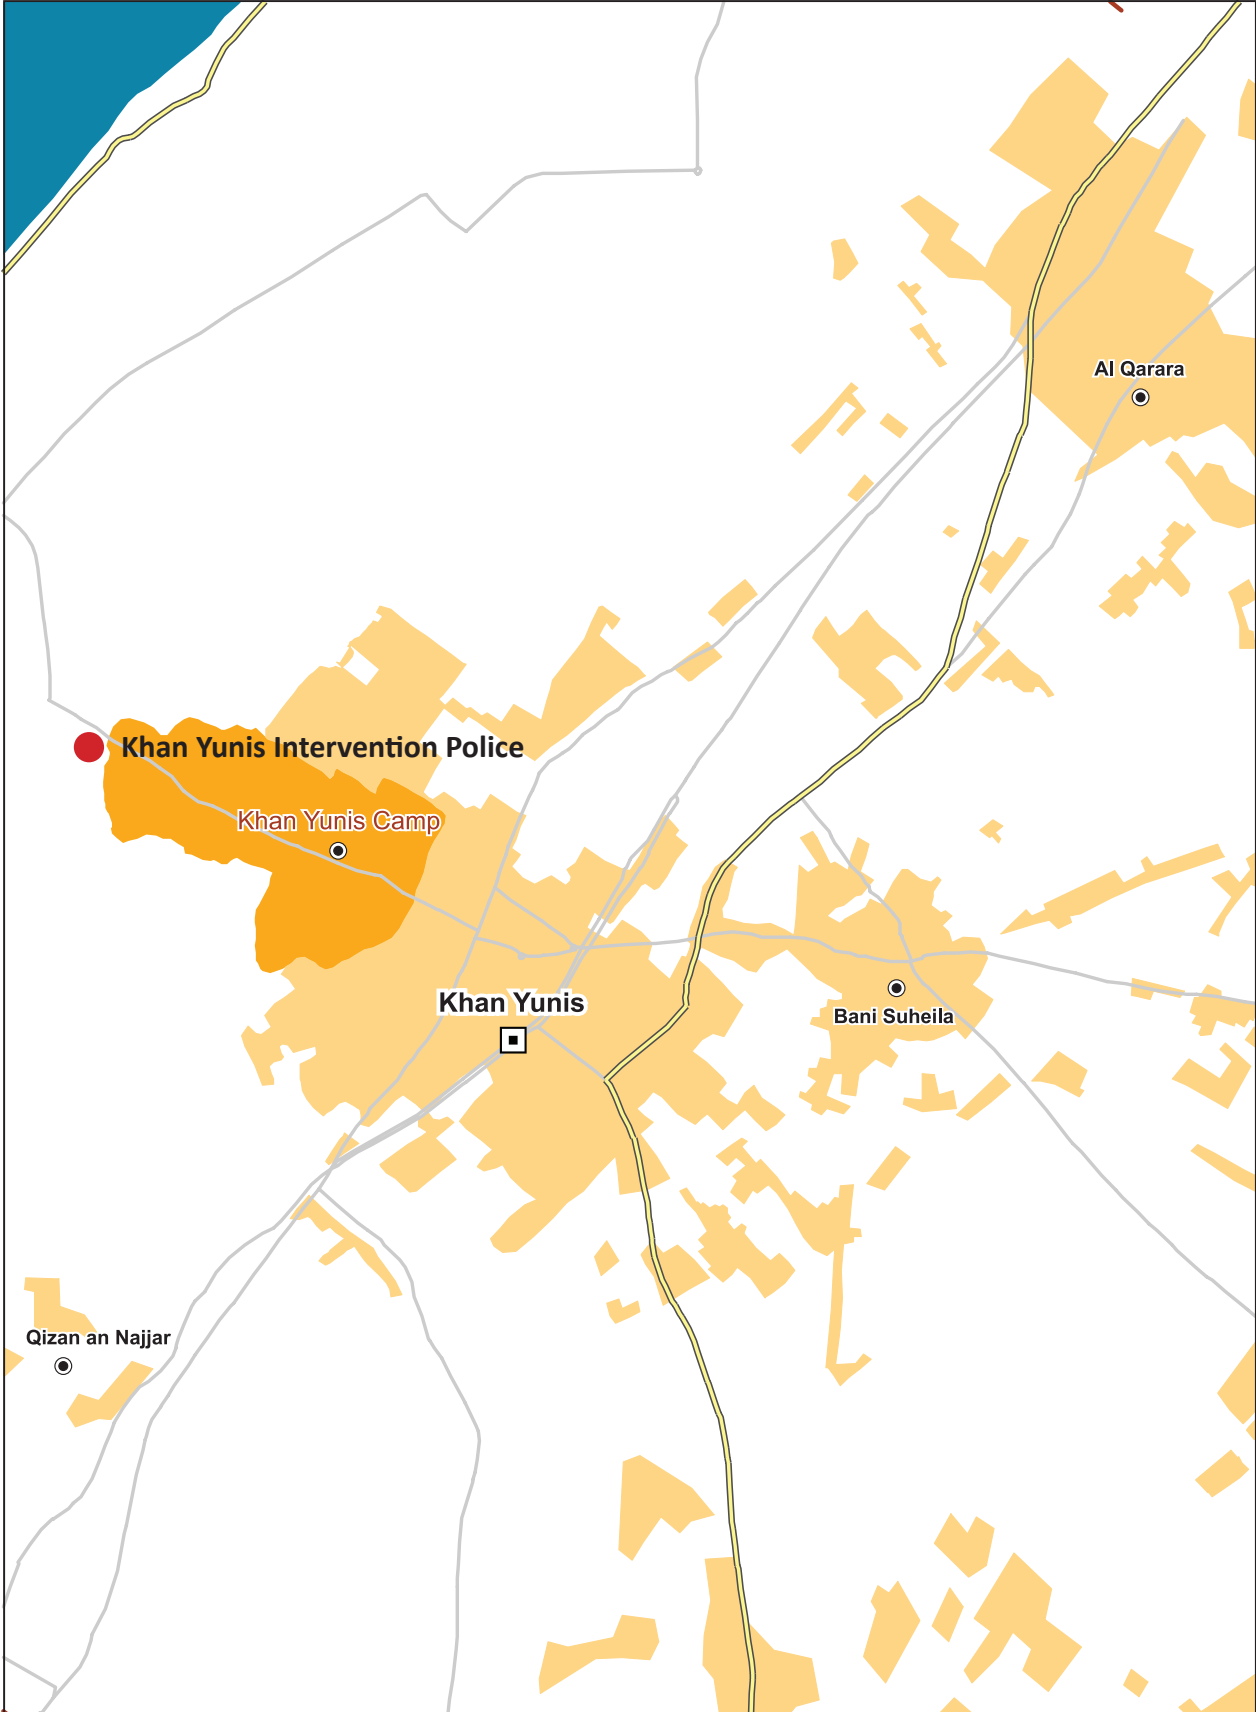 Al Qarara
Khan Yunis Intervention Police
Khan Yunis Camp
Khan Yunis
Bani Suheila
Qizan an Najjar